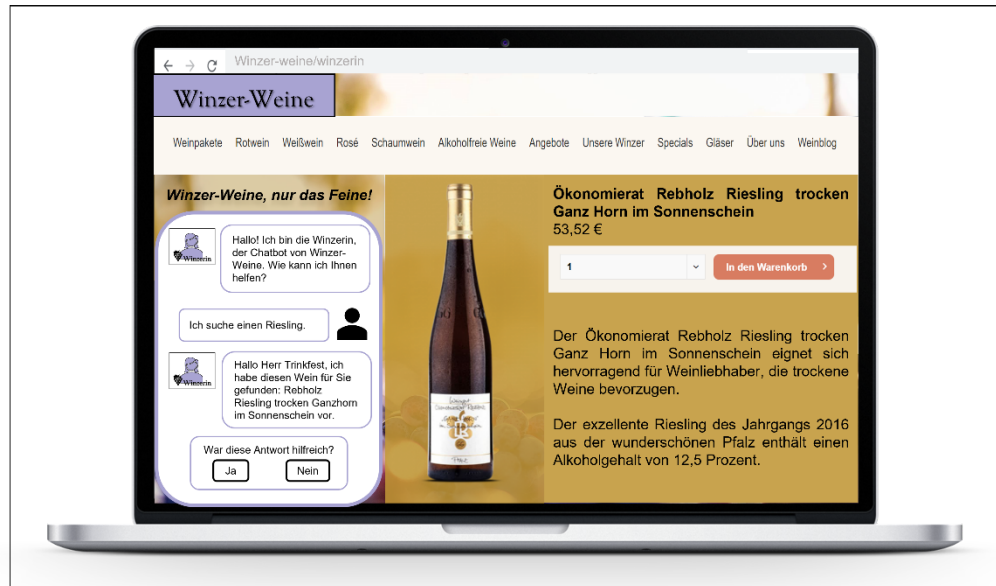 Winzer-weine/winzerin
Winzer-Weine
Weinpakete Rotwein Weißwein Rosé Schaumwein Alkoholfreie Weine Angebote Unsere Winzer Specials Gläser Über uns Weinblog
Winzer-Weine, nur das Feine!
Winzerin
Hallo! Ich bin die Winzerin,
der Chatbot von Winzer-
Weine. Wie kann ich Ihnen
helfen?
Ich suche einen Riesling.
Winzerin
Hallo Herr Trinkfest, ich
habe diesen Wein für Sie
gefunden: Rebholz
Riesling trocken Ganzhorn
im Sonnenschein vor.
War diese Antwort hilfreich?
Ja Nein
Ökonomierat Rebholz Riesling trocken
Ganz Horn im Sonnenschein
53,52 €
1 In den Warenkorb
Der Ökonomierat Rebholz Riesling trocken
Ganz Horn im Sonnenschein eignet sich
hervorragend für Weinliebhaber, die trockene
Weine bevorzugen.
Der exzellente Riesling des Jahrgangs 2016
aus der wunderschönen Pfalz enthält einen
Alkoholgehalt von 12,5 Prozent.